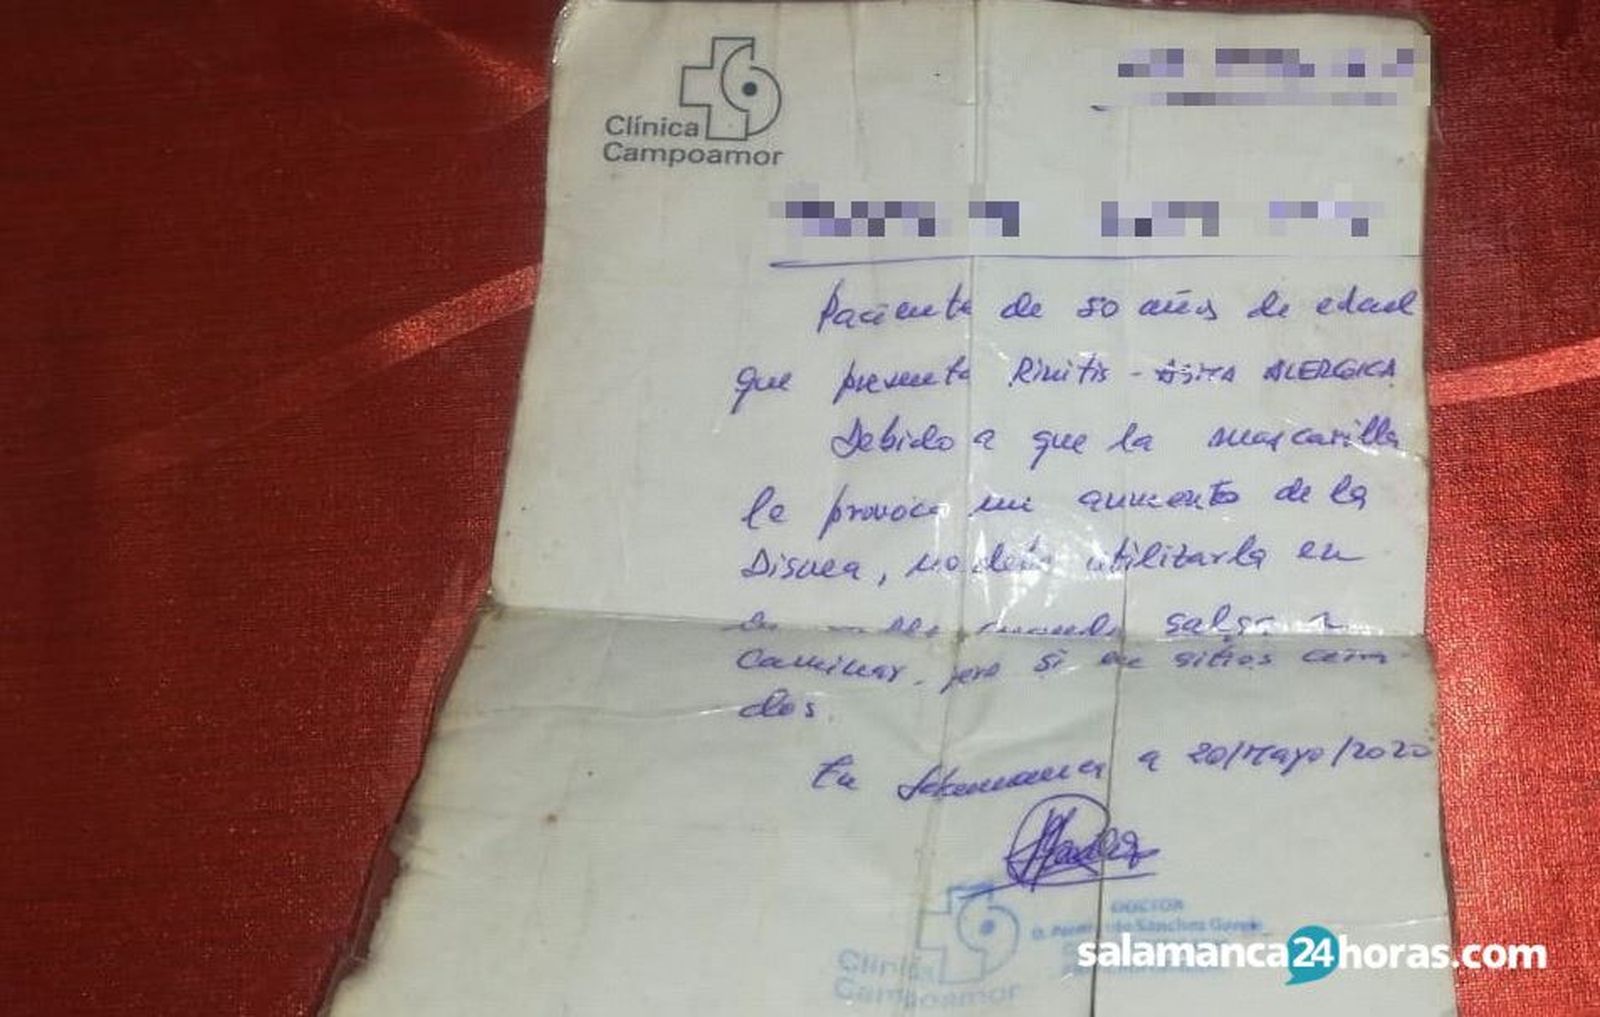 Clínica
Campoamor
Paciente de 50 años de edad
que presenta Rinitis - ASMA ALERGICA
Debido a que la mascarilla
le provoca un aumento de la
Disnea, no debe utilizarla en
la calle cuando salga a
caminar, pero si en sitios cerra-
dos.
En Salamanca a 20/Mayo/2020
DOCTOR
Sánchez
Clínica
Campoamor
salamanca24horas.com